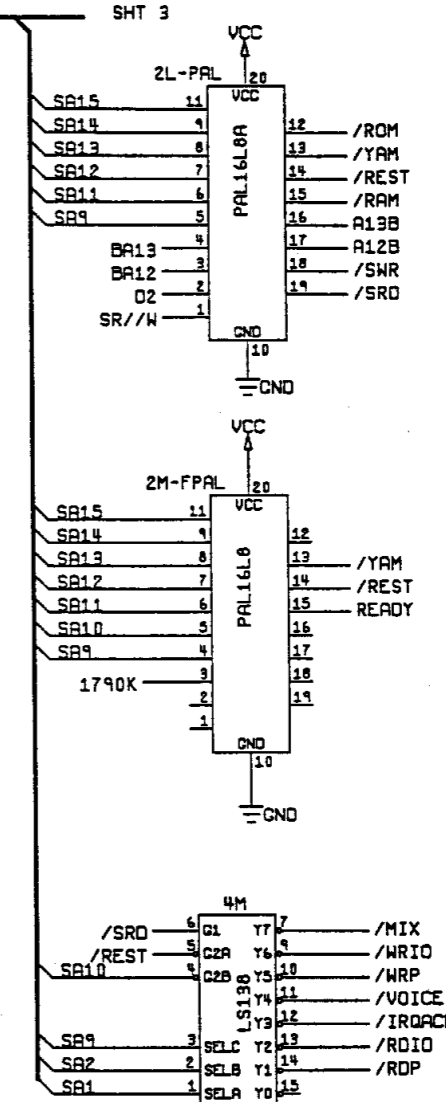 SHT 3
VCC
2L-PAL 20
VCC
SA15 11
SA14 9 12 /ROM
SA13 8 13 /YAM
SA12 7 14 /REST
SA11 6 15 /RAM
SA9 5 16 A13B
BA13 4 17 A12B
BA12 3 18 /SWR
D2 2 19 /SRD
SR//W 1
PAL16L8A
GND
10
GND
VCC
2M-FPAL 20
VCC
SA15 11
SA14 9 12
SA13 8 13 /YAM
SA12 7 14 /REST
SA11 6 15 READY
SA10 5 16
SA9 4 17
1790K 3 18
2 19
1
PAL16L8
GND
10
GND
4M
/SRD 6 G1 Y7 7 /MIX
/REST 5 G2A Y6 9 /WRIO
SA10 4 G2B Y5 10 /WRP
Y4 11 /VOICE
Y3 12 /IRQACK
SA9 3 SELC Y2 13 /RDIO
SA2 2 SELB Y1 14 /RDP
SA1 1 SELA Y0 15
LS138